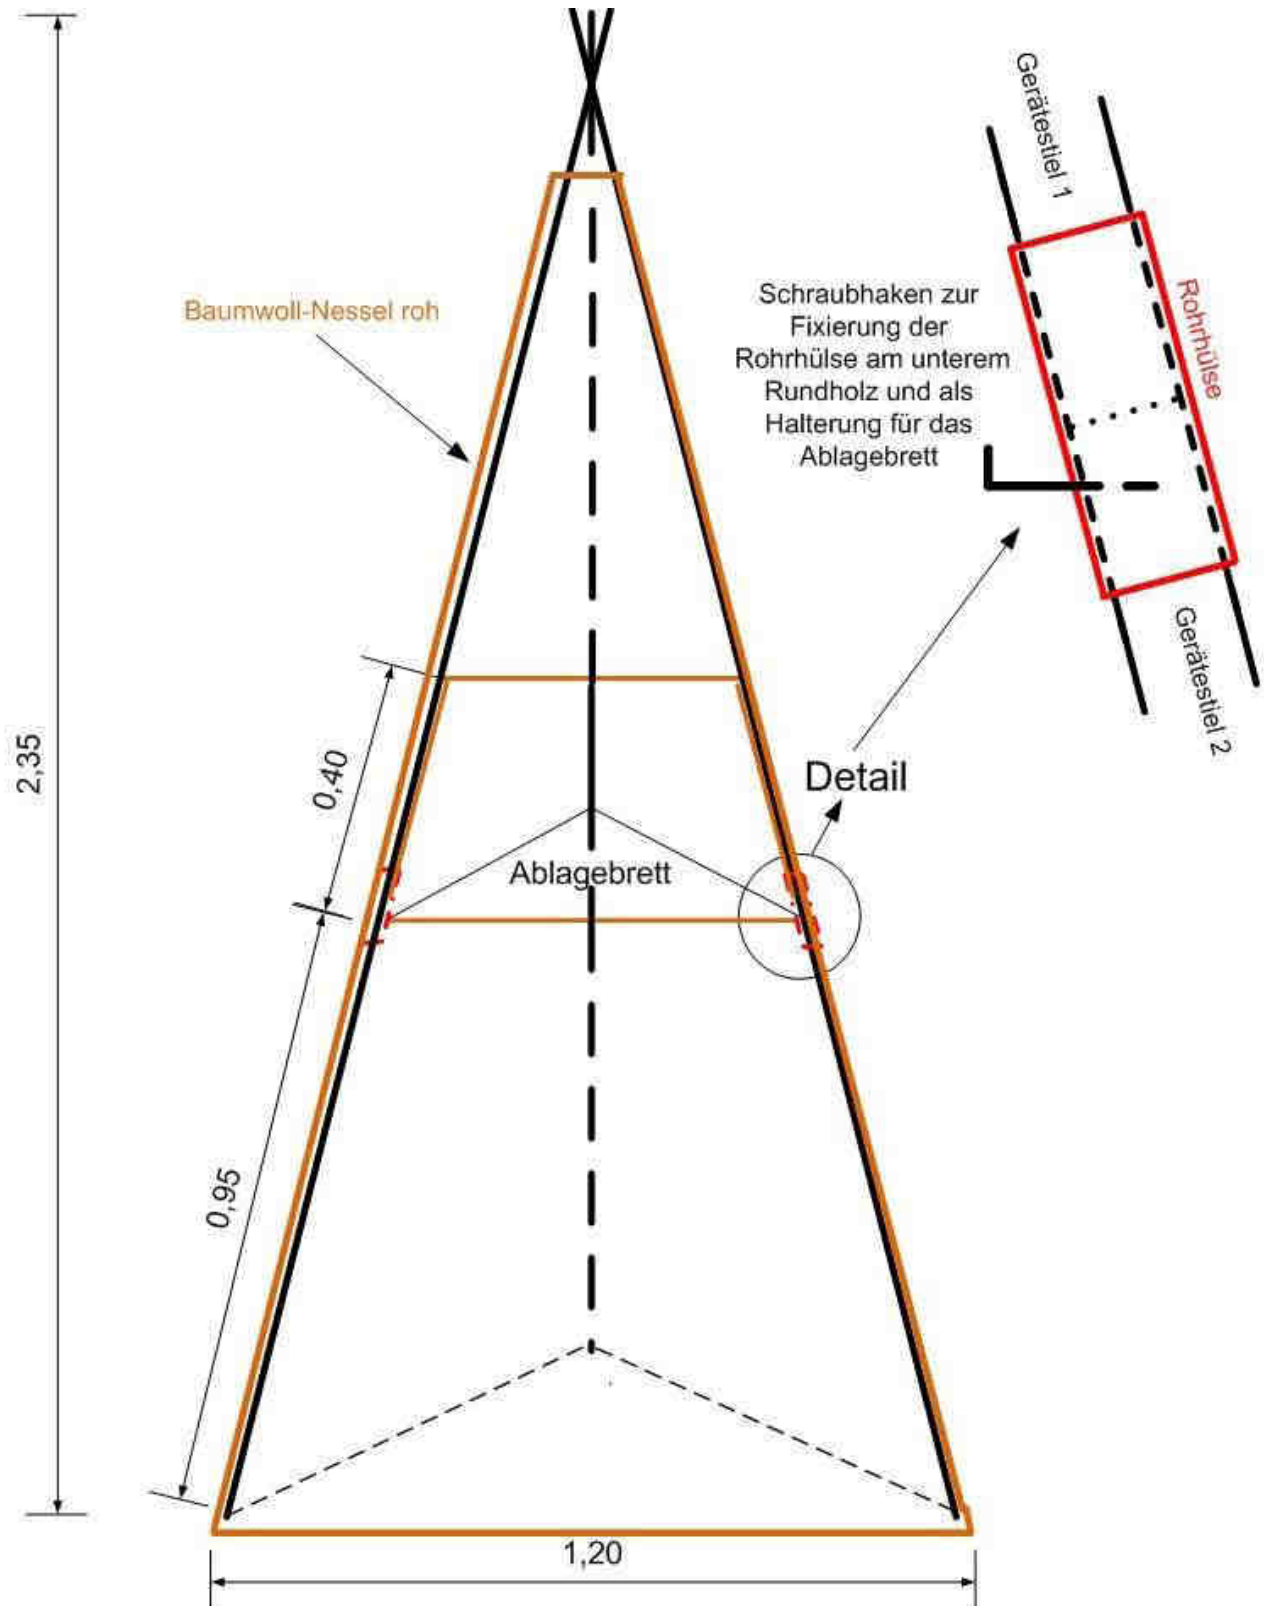 Gerätestiel 1
Baumwoll-Nessel roh
Schraubhaken zur
Fixierung der
Rohrhülse am unterem
Rundholz und als
Halterung für das
Ablagebrett
Rohrhülse
Gerätestiel 2
2,35
0,40
Detail
Ablagebrett
0,95
1,20